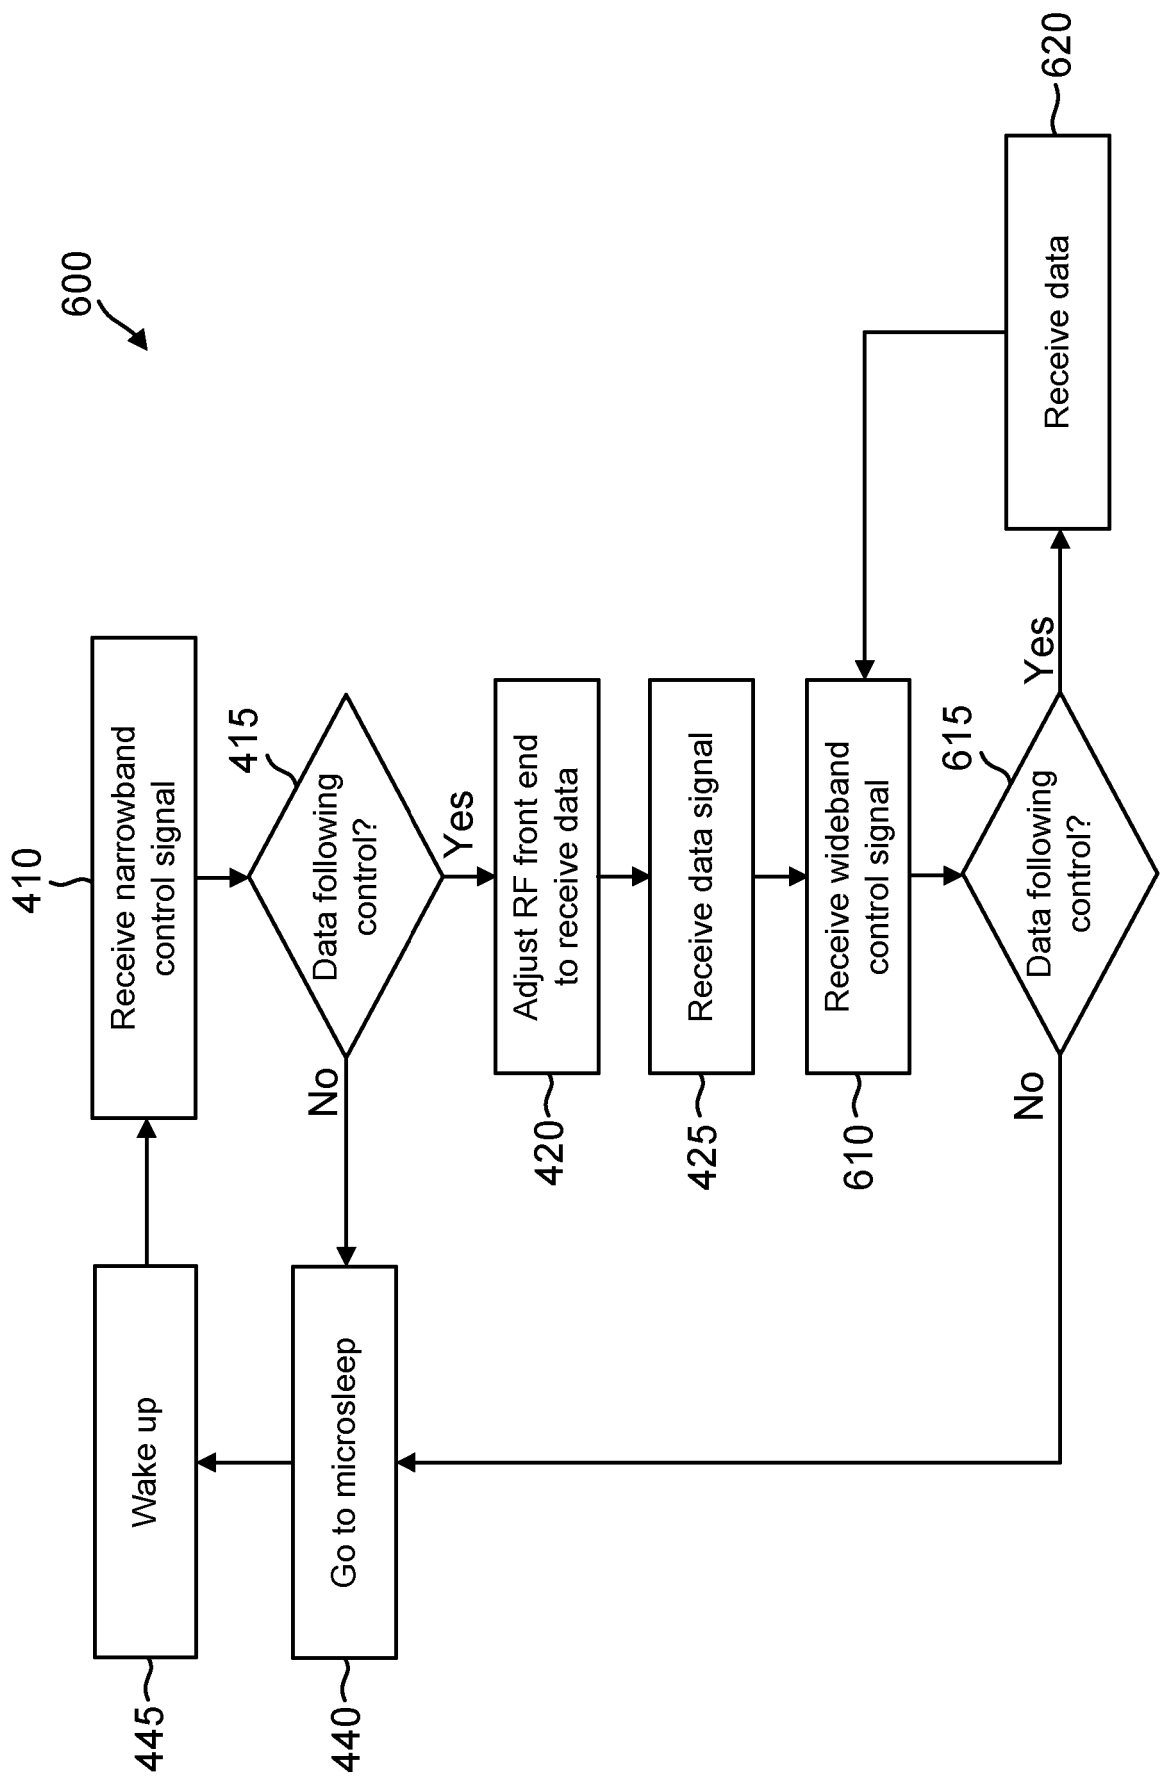 600
445
Wake up
410
Receive narrowband
control signal
440
Go to microsleep
No
415
Data following
control?
Yes
420
Adjust RF front end
to receive data
425
Receive data signal
610
Receive wideband
control signal
615
Data following
control?
No
Yes
620
Receive data